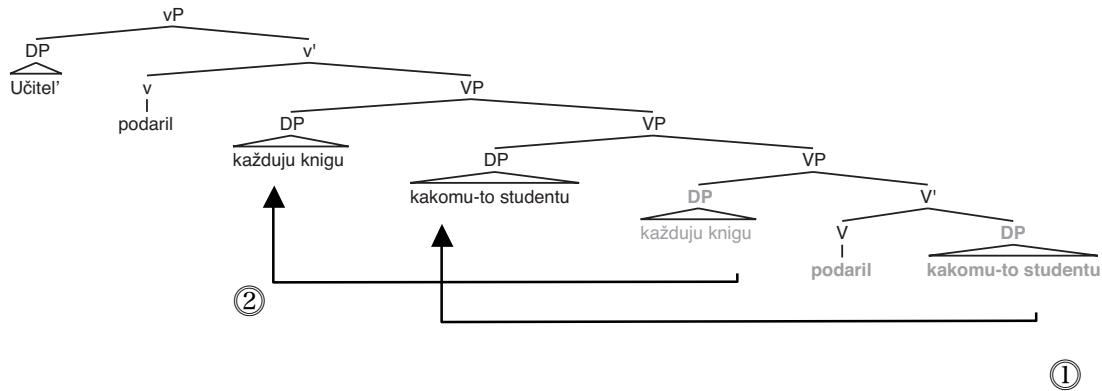 vP
DP v'
Učitel’ v VP
podaril DP VP
každuju knigu DP VP
kakomu-to studentu DP V'
každuju knigu V DP
podaril kakomu-to studentu
②
①